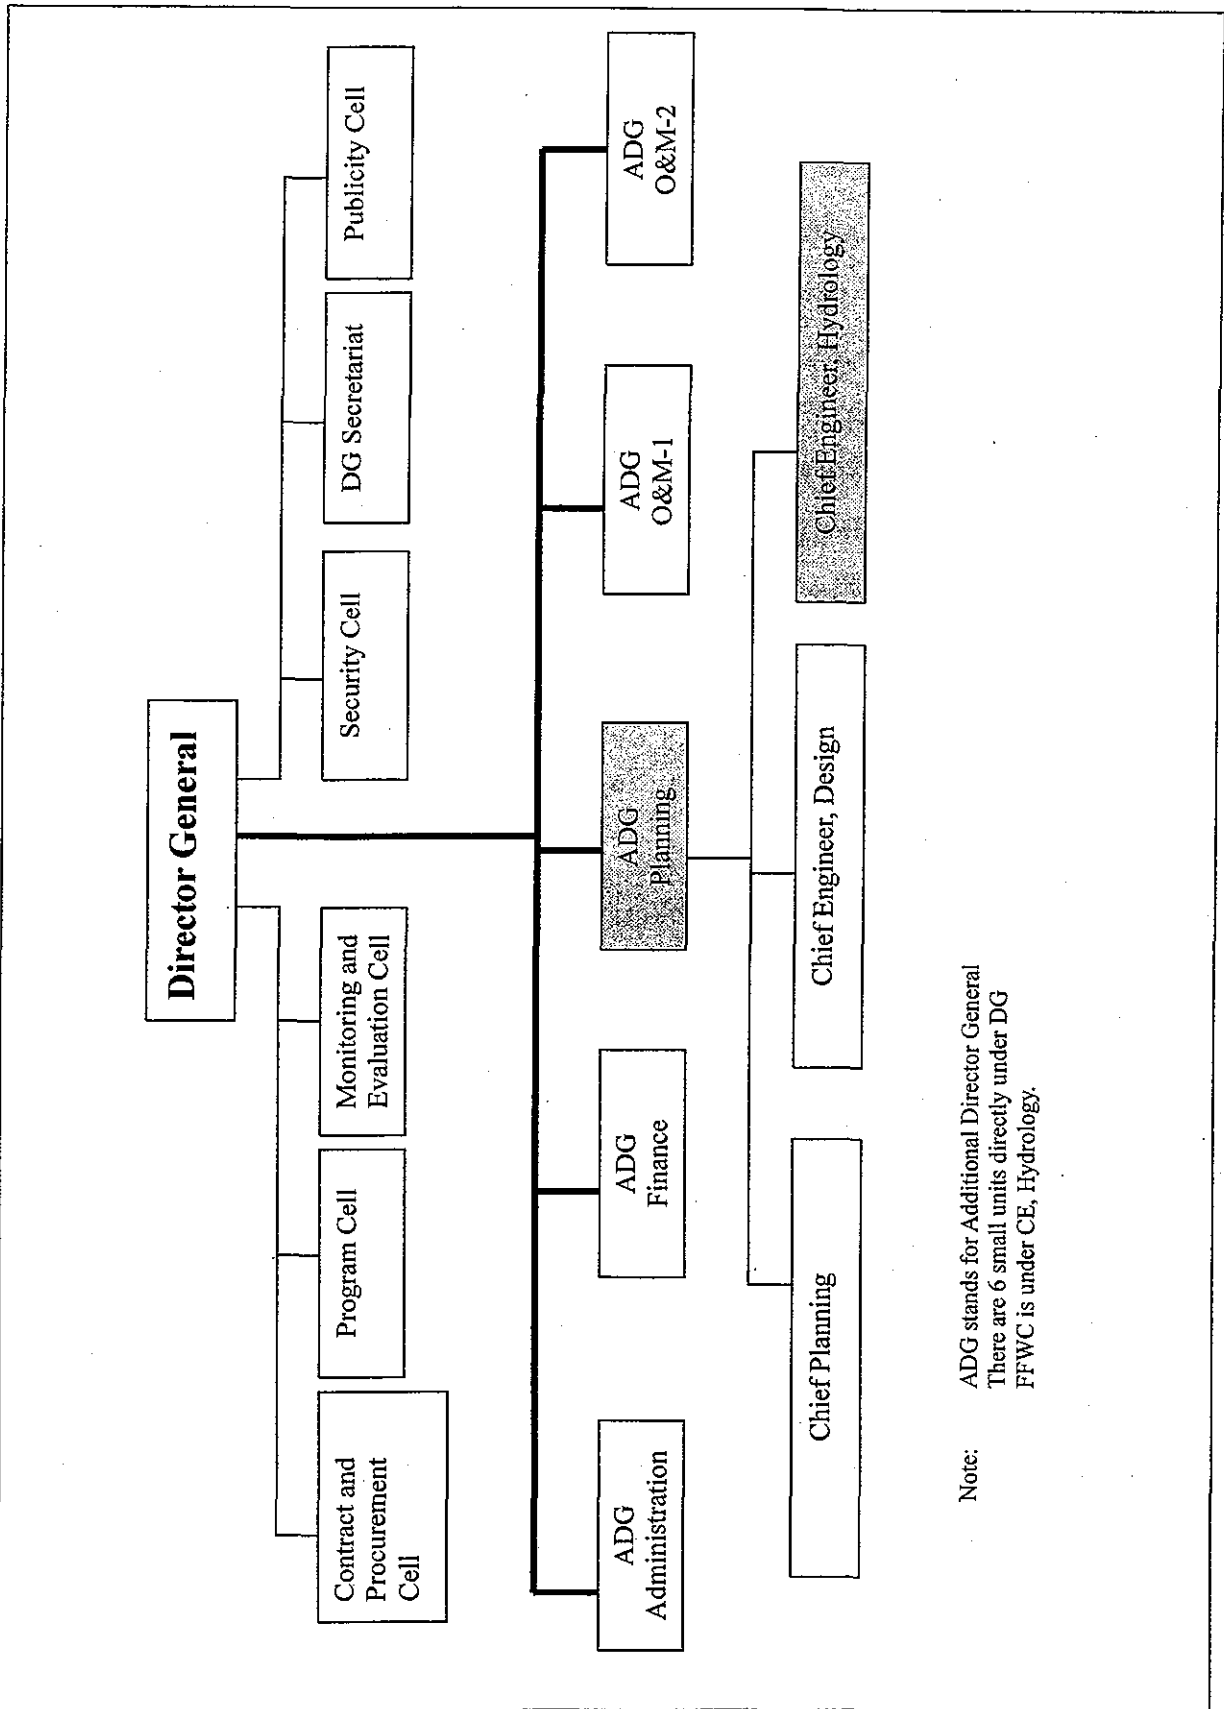 Director General
Contract and
Procurement
Cell
Program Cell
Monitoring and
Evaluation Cell
Security Cell
DG Secretariat
Publicity Cell
ADG
Administration
ADG
Finance
ADG
Planning
ADG
O&M-1
ADG
O&M-2
Chief Planning
Chief Engineer, Design
Chief Engineer, Hydrology
Note: ADG stands for Additional Director General
There are 6 small units directly under DG
FFWC is under CE, Hydrology.